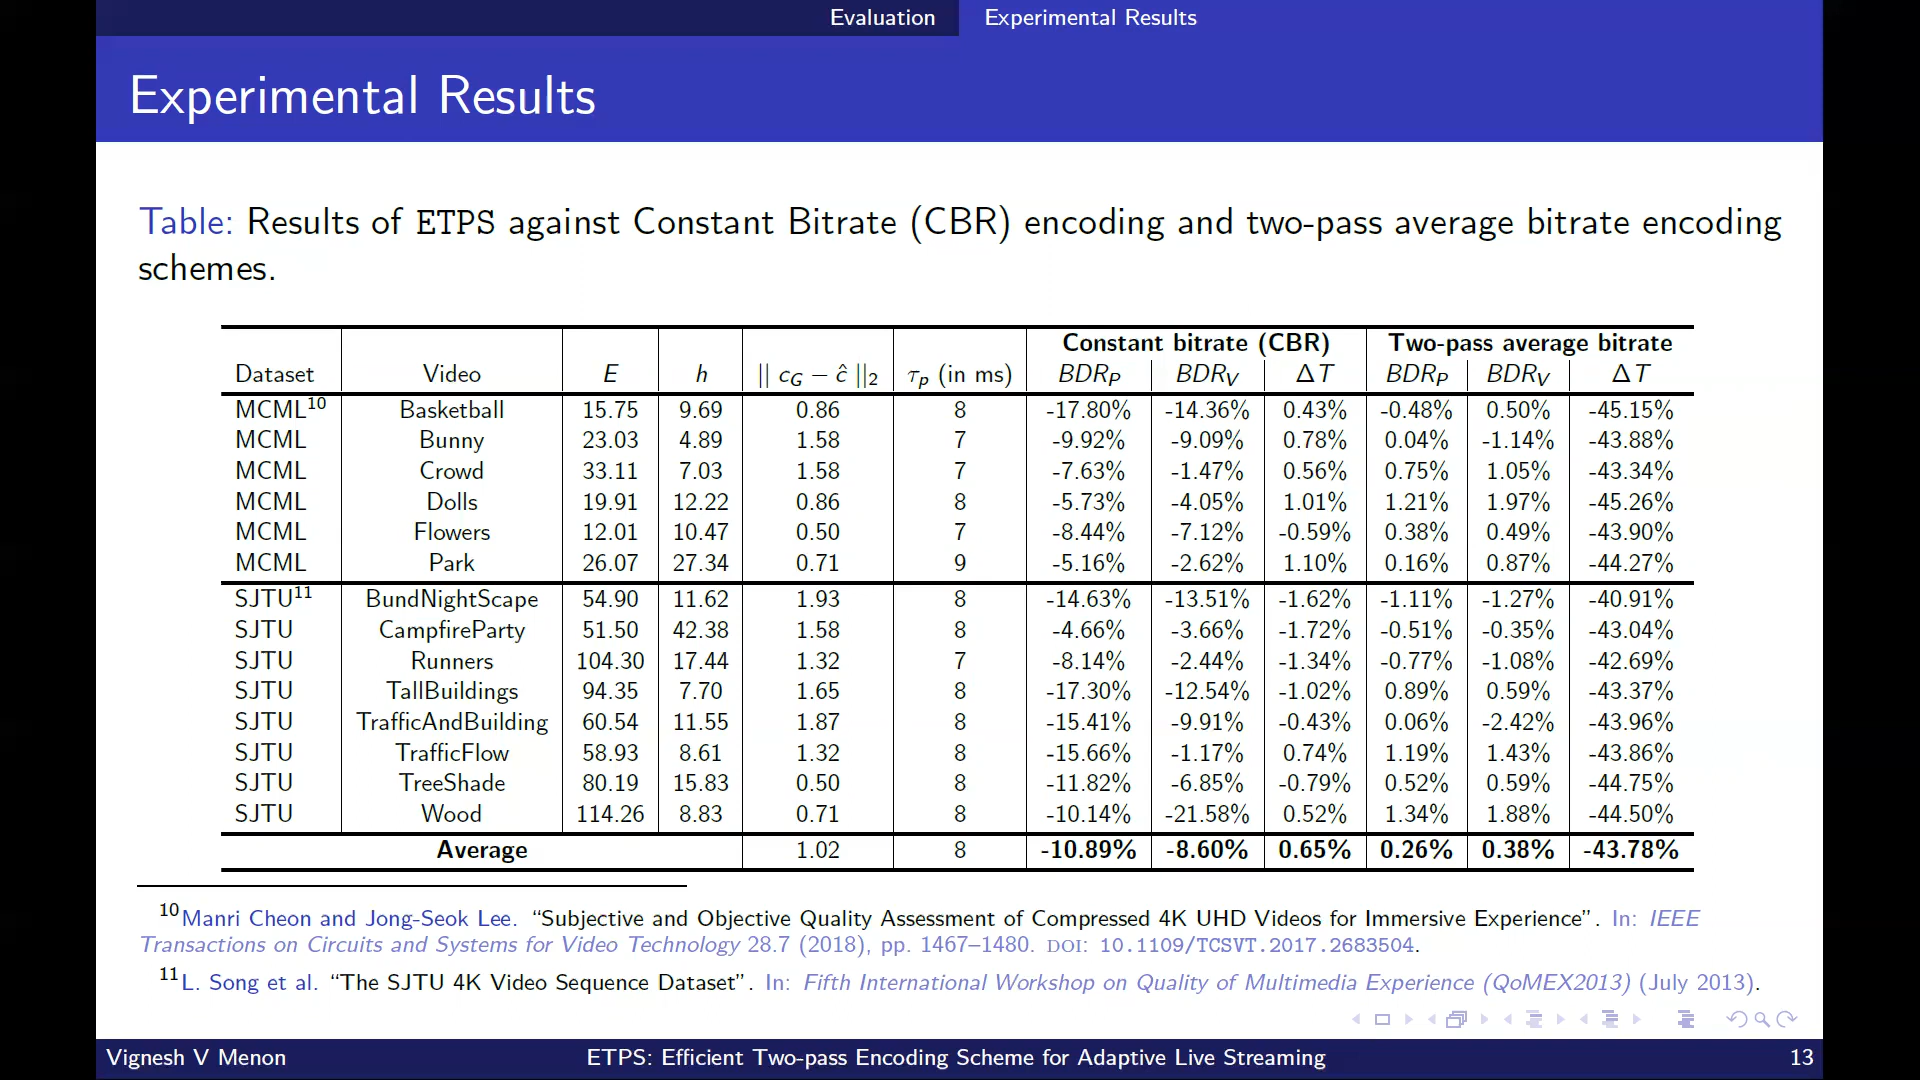 Evaluation Experimental Results
Experimental Results
Table: Results of ETPS against Constant Bitrate (CBR) encoding and two-pass average bitrate encoding
schemes.
Constant bitrate (CBR) Two-pass average bitrate
Dataset Video E h || c_G − ĉ ||₂ τ_p (in ms) BDR_P BDR_V ΔT BDR_P BDR_V ΔT
MCML¹⁰ Basketball 15.75 9.69 0.86 8 -17.80% -14.36% 0.43% -0.48% 0.50% -45.15%
MCML Bunny 23.03 4.89 1.58 7 -9.92% -9.09% 0.78% 0.04% -1.14% -43.88%
MCML Crowd 33.11 7.03 1.58 7 -7.63% -1.47% 0.56% 0.75% 1.05% -43.34%
MCML Dolls 19.91 12.22 0.86 8 -5.73% -4.05% 1.01% 1.21% 1.97% -45.26%
MCML Flowers 12.01 10.47 0.50 7 -8.44% -7.12% -0.59% 0.38% 0.49% -43.90%
MCML Park 26.07 27.34 0.71 9 -5.16% -2.62% 1.10% 0.16% 0.87% -44.27%
SJTU¹¹ BundNightScape 54.90 11.62 1.93 8 -14.63% -13.51% -1.62% -1.11% -1.27% -40.91%
SJTU CampfireParty 51.50 42.38 1.58 8 -4.66% -3.66% -1.72% -0.51% -0.35% -43.04%
SJTU Runners 104.30 17.44 1.32 7 -8.14% -2.44% -1.34% -0.77% -1.08% -42.69%
SJTU TallBuildings 94.35 7.70 1.65 8 -17.30% -12.54% -1.02% 0.89% 0.59% -43.37%
SJTU TrafficAndBuilding 60.54 11.55 1.87 8 -15.41% -9.91% -0.43% 0.06% -2.42% -43.96%
SJTU TrafficFlow 58.93 8.61 1.32 8 -15.66% -1.17% 0.74% 1.19% 1.43% -43.86%
SJTU TreeShade 80.19 15.83 0.50 8 -11.82% -6.85% -0.79% 0.52% 0.59% -44.75%
SJTU Wood 114.26 8.83 0.71 8 -10.14% -21.58% 0.52% 1.34% 1.88% -44.50%
Average 1.02 8 -10.89% -8.60% 0.65% 0.26% 0.38% -43.78%
¹⁰Manri Cheon and Jong-Seok Lee. “Subjective and Objective Quality Assessment of Compressed 4K UHD Videos for Immersive Experience”. In: IEEE
Transactions on Circuits and Systems for Video Technology 28.7 (2018), pp. 1467–1480. DOI: 10.1109/TCSVT.2017.2683504.
¹¹L. Song et al. “The SJTU 4K Video Sequence Dataset”. In: Fifth International Workshop on Quality of Multimedia Experience (QoMEX2013) (July 2013).
Vignesh V Menon ETPS: Efficient Two-pass Encoding Scheme for Adaptive Live Streaming 13